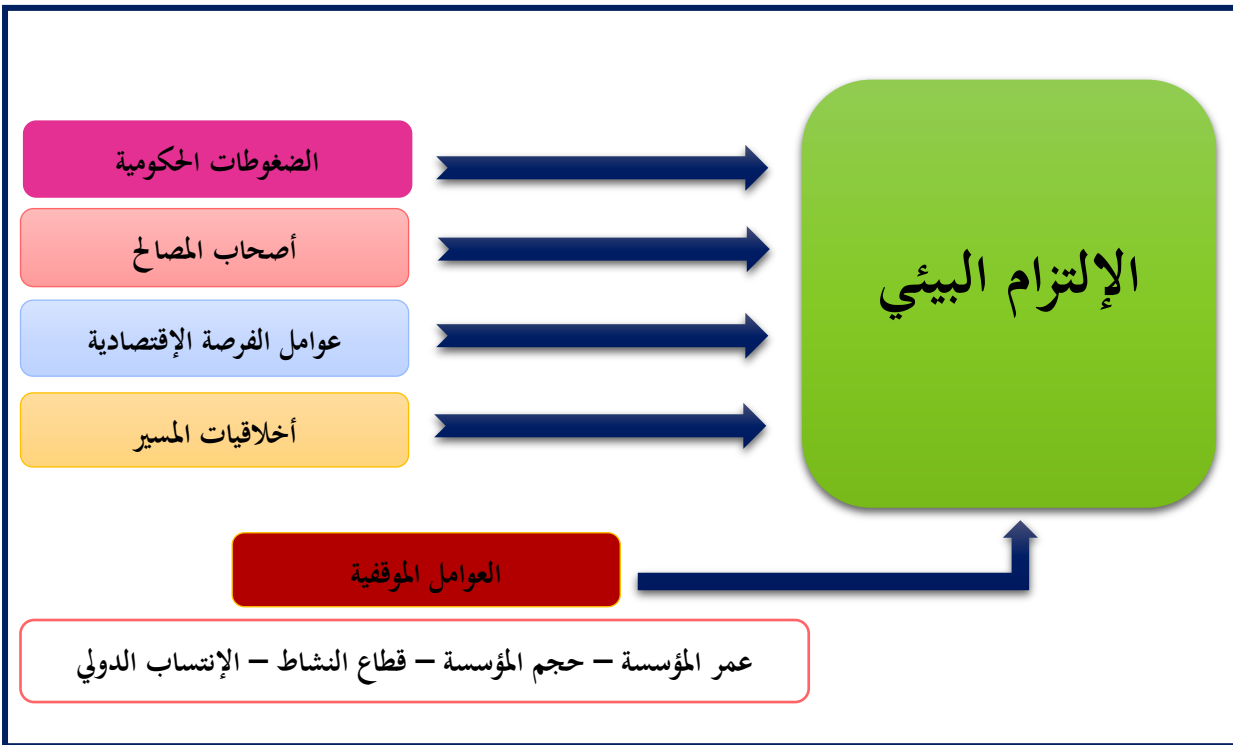 الضغوطات الحكومية
أصحاب المصالح
عوامل الفرصة الإقتصادية
أخلاقيات المسير
الإلتزام البيئي
العوامل الموقفية
عمر المؤسسة – حجم المؤسسة – قطاع النشاط – الإنتساب الدولي